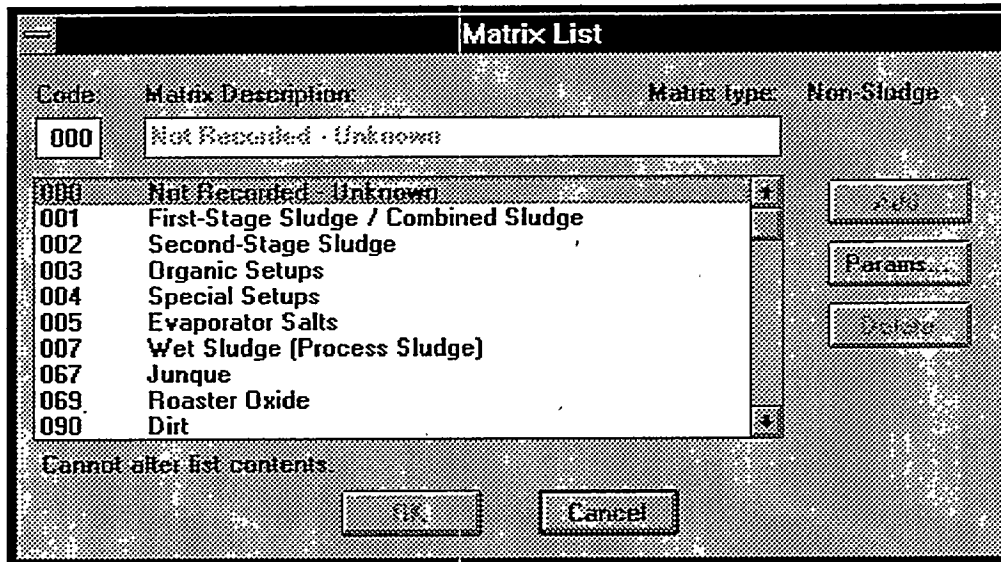 Matrix List
Code: Matrix Description: Matrix type: Non-Sludge
000 Not Recorded - Unknown
000 Not Recorded - Unknown
001 First-Stage Sludge / Combined Sludge
002 Second-Stage Sludge
003 Organic Setups
004 Special Setups
005 Evaporator Salts
007 Wet Sludge (Process Sludge)
067 Junque
069 Roaster Oxide
090 Dirt
Add
Params...
Delete
Cannot alter list contents.
OK Cancel